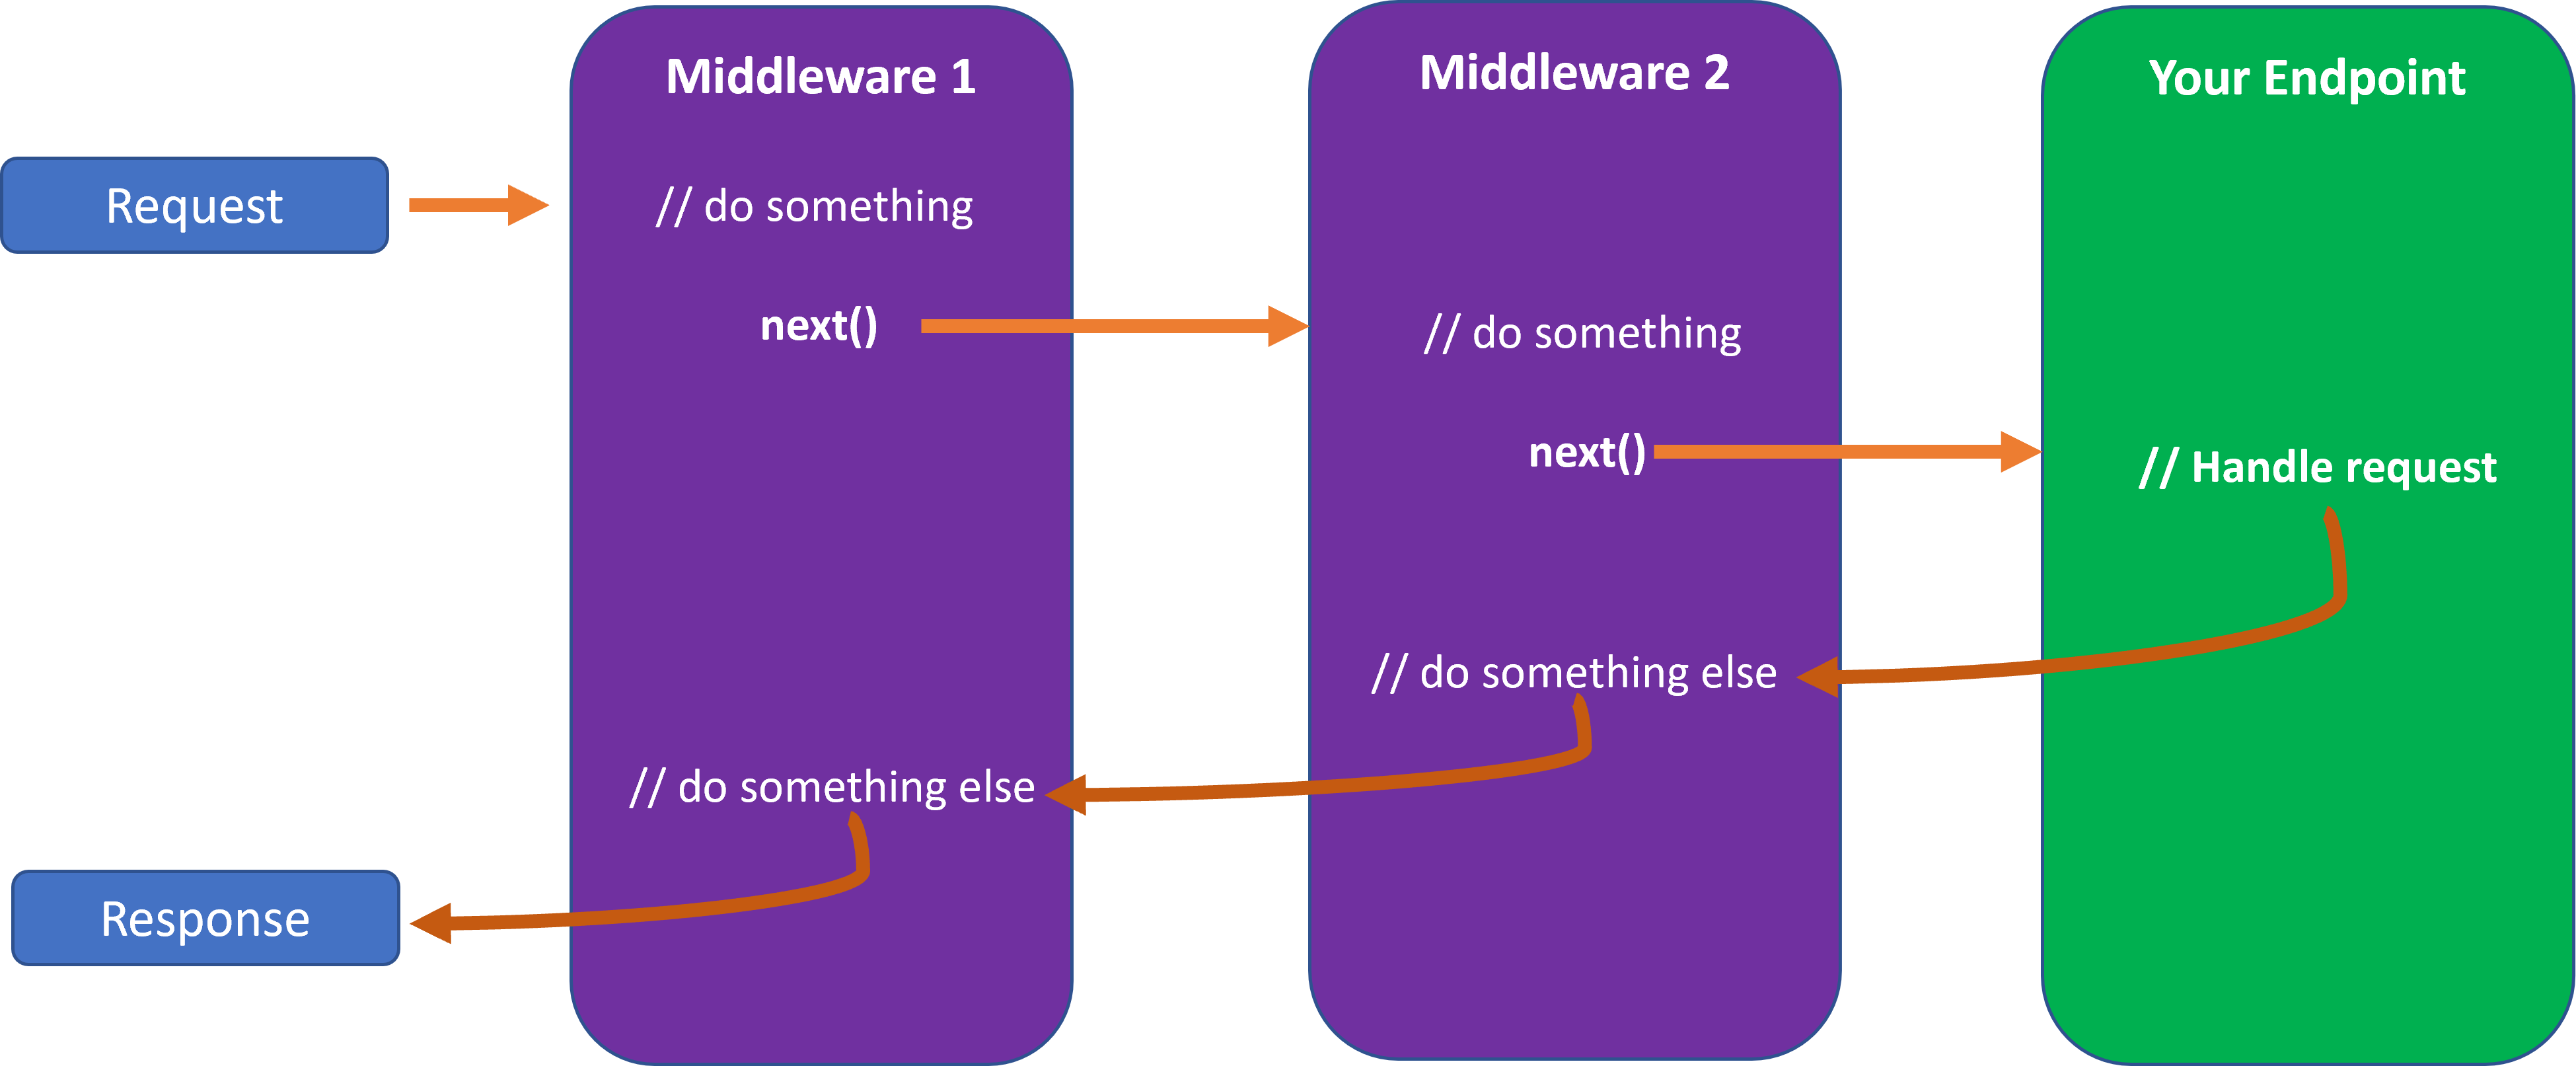 Middleware 1
Middleware 2
Your Endpoint
Request
// do something
next()
// do something
next()
// Handle request
// do something else
// do something else
Response